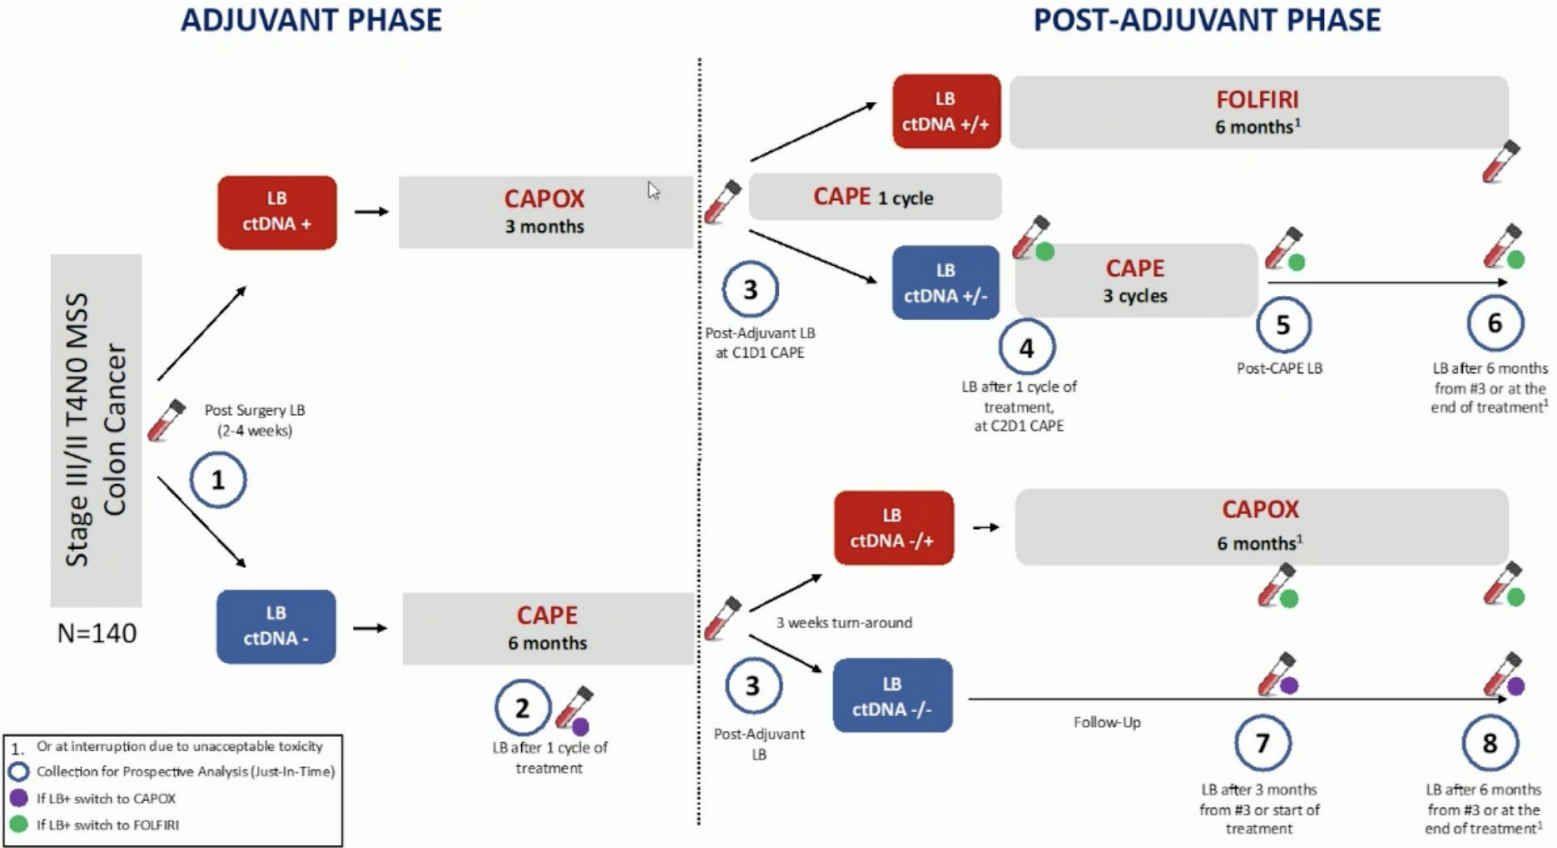 ADJUVANT PHASE
POST-ADJUVANT PHASE
LB
ctDNA +/+
FOLFIRI
6 months¹
LB
ctDNA +
CAPOX
3 months
CAPE 1 cycle
LB
ctDNA +/-
CAPE
3 cycles
3
Post-Adjuvant LB
at C1D1 CAPE
4
LB after 1 cycle of
treatment,
at C2D1 CAPE
5
Post-CAPE LB
6
LB after 6 months
from #3 or at the
end of treatment¹
Stage III/II T4N0 MSS
Colon Cancer
N=140
Post Surgery LB
(2-4 weeks)
1
LB
ctDNA -
CAPE
6 months
2
LB after 1 cycle of
treatment
3
Post-Adjuvant
LB
3 weeks turn-around
LB
ctDNA -/+
CAPOX
6 months¹
LB
ctDNA -/-
Follow-Up
7
LB after 3 months
from #3 or start of
treatment
8
LB after 6 months
from #3 or at the
end of treatment¹
1. Or at interruption due to unacceptable toxicity
Collection for Prospective Analysis (Just-In-Time)
If LB+ switch to CAPOX
If LB+ switch to FOLFIRI